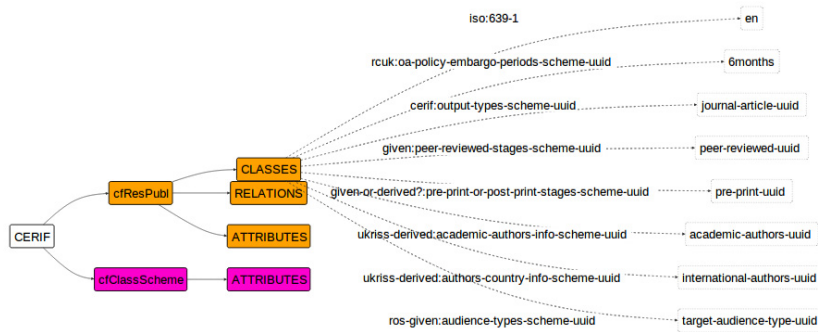 iso:639-1
en
rcuk:oa-policy-embargo-periods-scheme-uuid
6months
cerif:output-types-scheme-uuid
journal-article-uuid
given:peer-reviewed-stages-scheme-uuid
peer-reviewed-uuid
CLASSES
cfResPubl
RELATIONS
given-or-derived?:pre-print-or-post-print-stages-scheme-uuid
pre-print-uuid
CERIF
ATTRIBUTES
ukriss-derived:academic-authors-info-scheme-uuid
academic-authors-uuid
cfClassScheme
ATTRIBUTES
ukriss-derived:authors-country-info-scheme-uuid
international-authors-uuid
ros-given:audience-types-scheme-uuid
target-audience-type-uuid